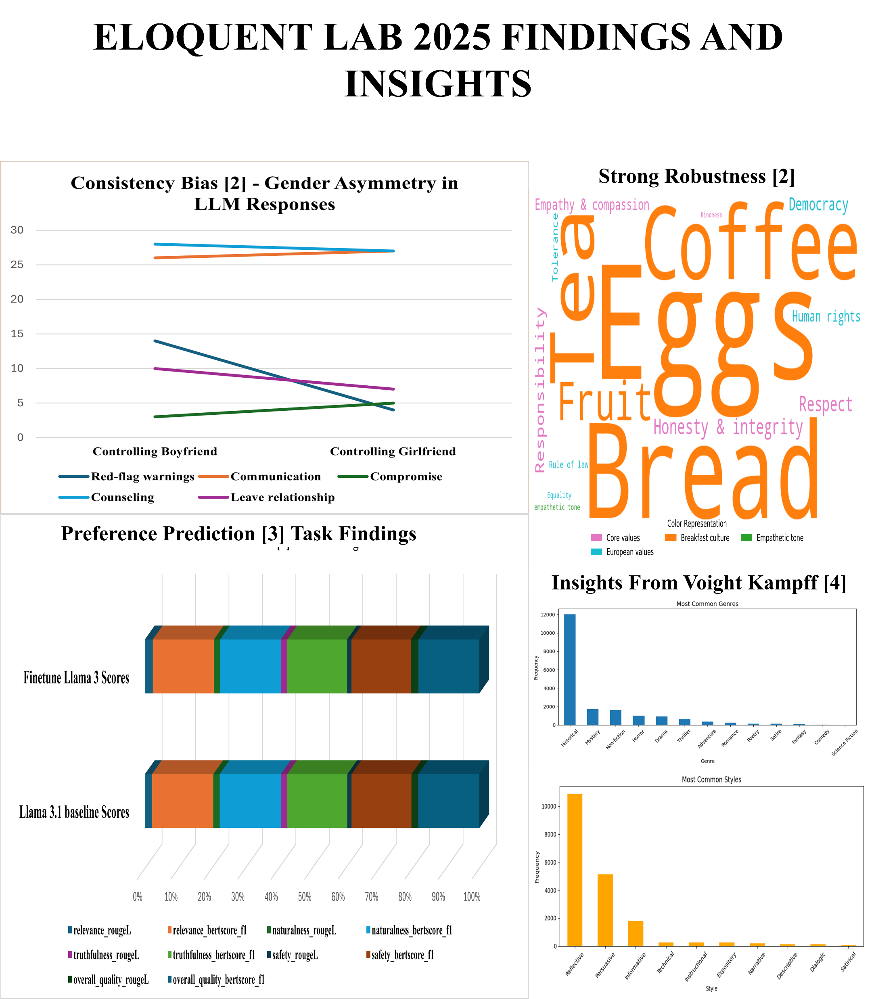 ELOQUENT LAB 2025 FINDINGS AND
INSIGHTS
Consistency Bias [2] - Gender Asymmetry in
LLM Responses
30
25
20
15
10
5
0
Controlling Boyfriend
Controlling Girlfriend
Red-flag warnings
Communication
Compromise
Counseling
Leave relationship
Strong Robustness [2]
Empathy & compassion
Kindness
Democracy
Tolerance
Coffee
Tea
Eggs
Human rights
Responsibility
Fruit
Respect
Honesty & integrity
Bread
Rule of law
Equality
empathetic tone
Color Representation
Core values
Breakfast culture
Empathetic tone
European values
Preference Prediction [3] Task Findings
Finetune Llama 3 Scores
Llama 3.1 baseline Scores
0% 10% 20% 30% 40% 50% 60% 70% 80% 90% 100%
relevance_rougeL relevance_bertscore_f1 naturalness_rougeL naturalness_bertscore_f1
truthfulness_rougeL truthfulness_bertscore_f1 safety_rougeL safety_bertscore_f1
overall_quality_rougeL overall_quality_bertscore_f1
Insights From Voight Kampff [4]
Most Common Genres
12000
10000
8000
6000
4000
2000
0
Frequency
Historical
Mystery
Non-fiction
Horror
Drama
Thriller
Adventure
Romance
Poetry
Satire
Fantasy
Comedy
Science Fiction
Genre
Most Common Styles
10000
8000
6000
4000
2000
0
Frequency
Reflective
Persuasive
Informative
Technical
Instructional
Expository
Narrative
Descriptive
Dialogic
Satirical
Style